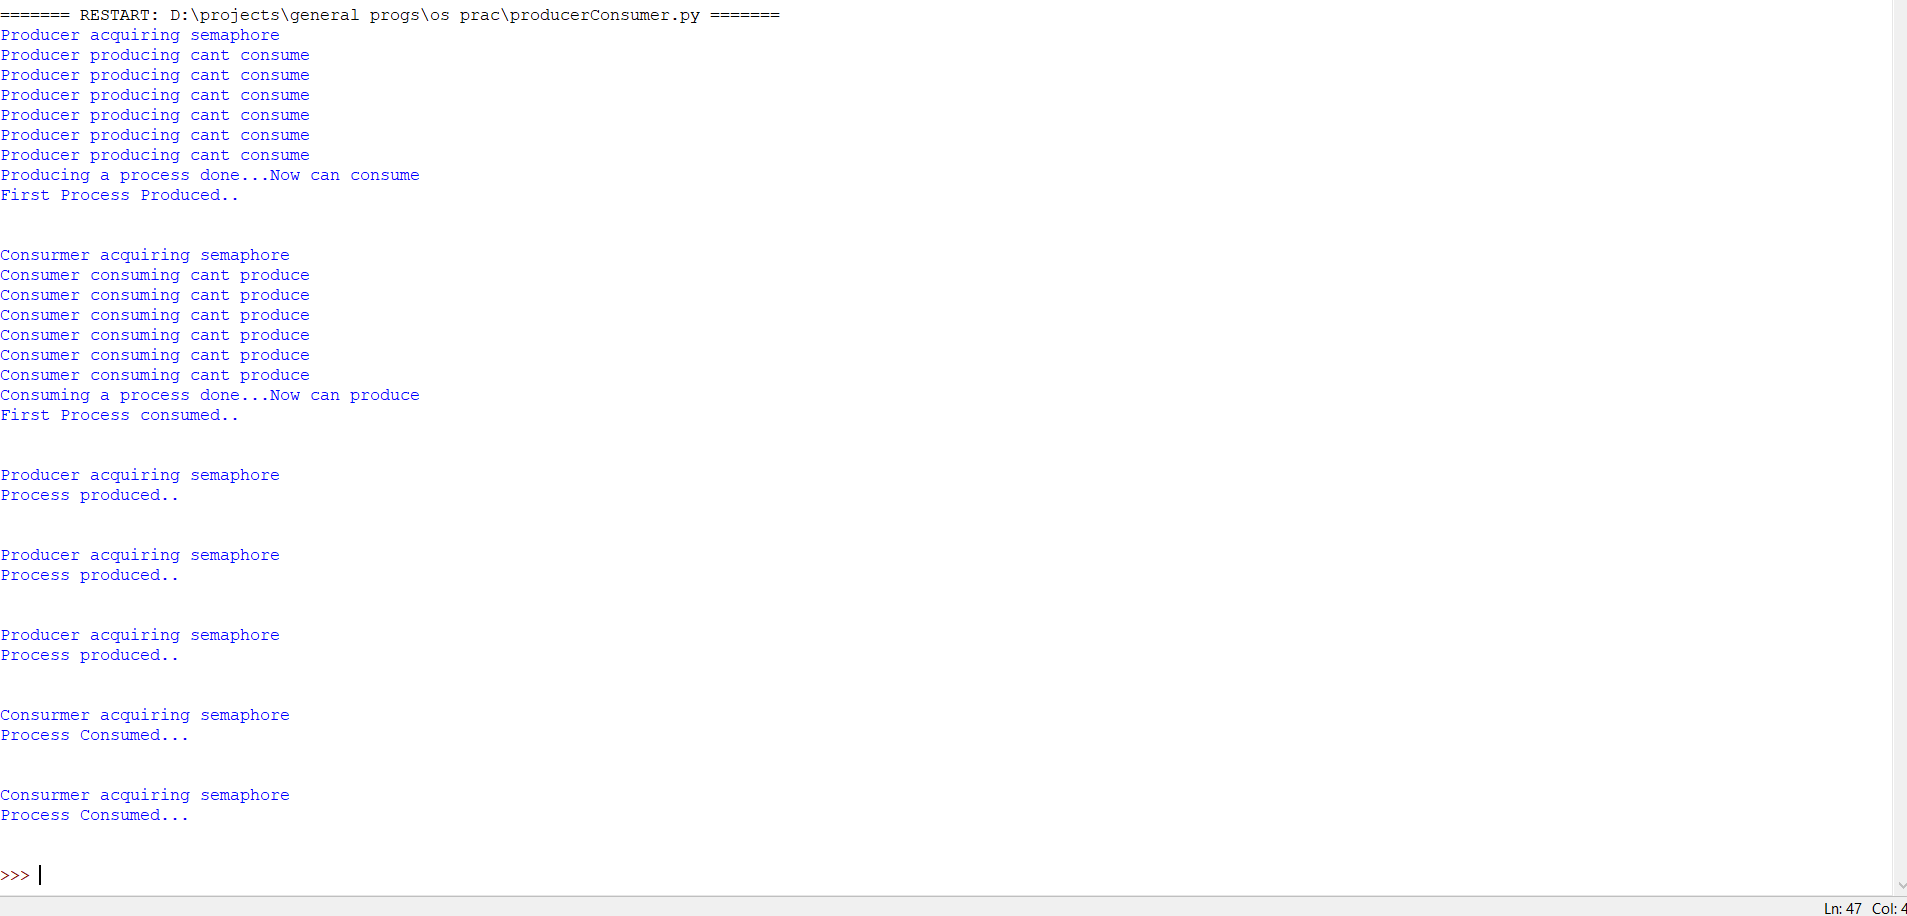 ======= RESTART: D:\projects\general progs\os prac\producerConsumer.py =======
Producer acquiring semaphore
Producer producing cant consume
Producer producing cant consume
Producer producing cant consume
Producer producing cant consume
Producer producing cant consume
Producer producing cant consume
Producing a process done...Now can consume
First Process Produced..
Consurmer acquiring semaphore
Consumer consuming cant produce
Consumer consuming cant produce
Consumer consuming cant produce
Consumer consuming cant produce
Consumer consuming cant produce
Consumer consuming cant produce
Consuming a process done...Now can produce
First Process consumed..
Producer acquiring semaphore
Process produced..
Producer acquiring semaphore
Process produced..
Producer acquiring semaphore
Process produced..
Consurmer acquiring semaphore
Process Consumed...
Consurmer acquiring semaphore
Process Consumed...
>>>
Ln: 47 Col: 4